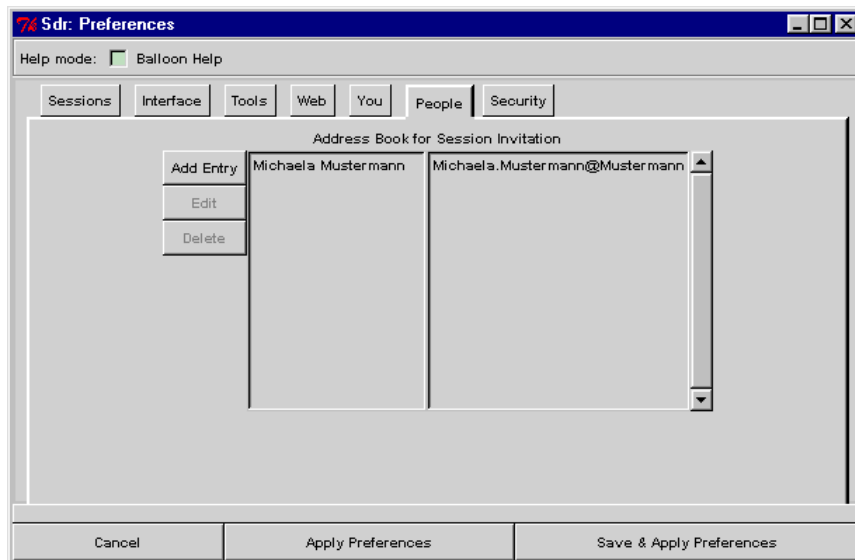 Sdr: Preferences
Help mode: Balloon Help
Sessions Interface Tools Web You People Security
Address Book for Session Invitation
Add Entry Michaela Mustermann Michaela.Mustermann@Mustermann
Edit
Delete
Cancel Apply Preferences Save & Apply Preferences